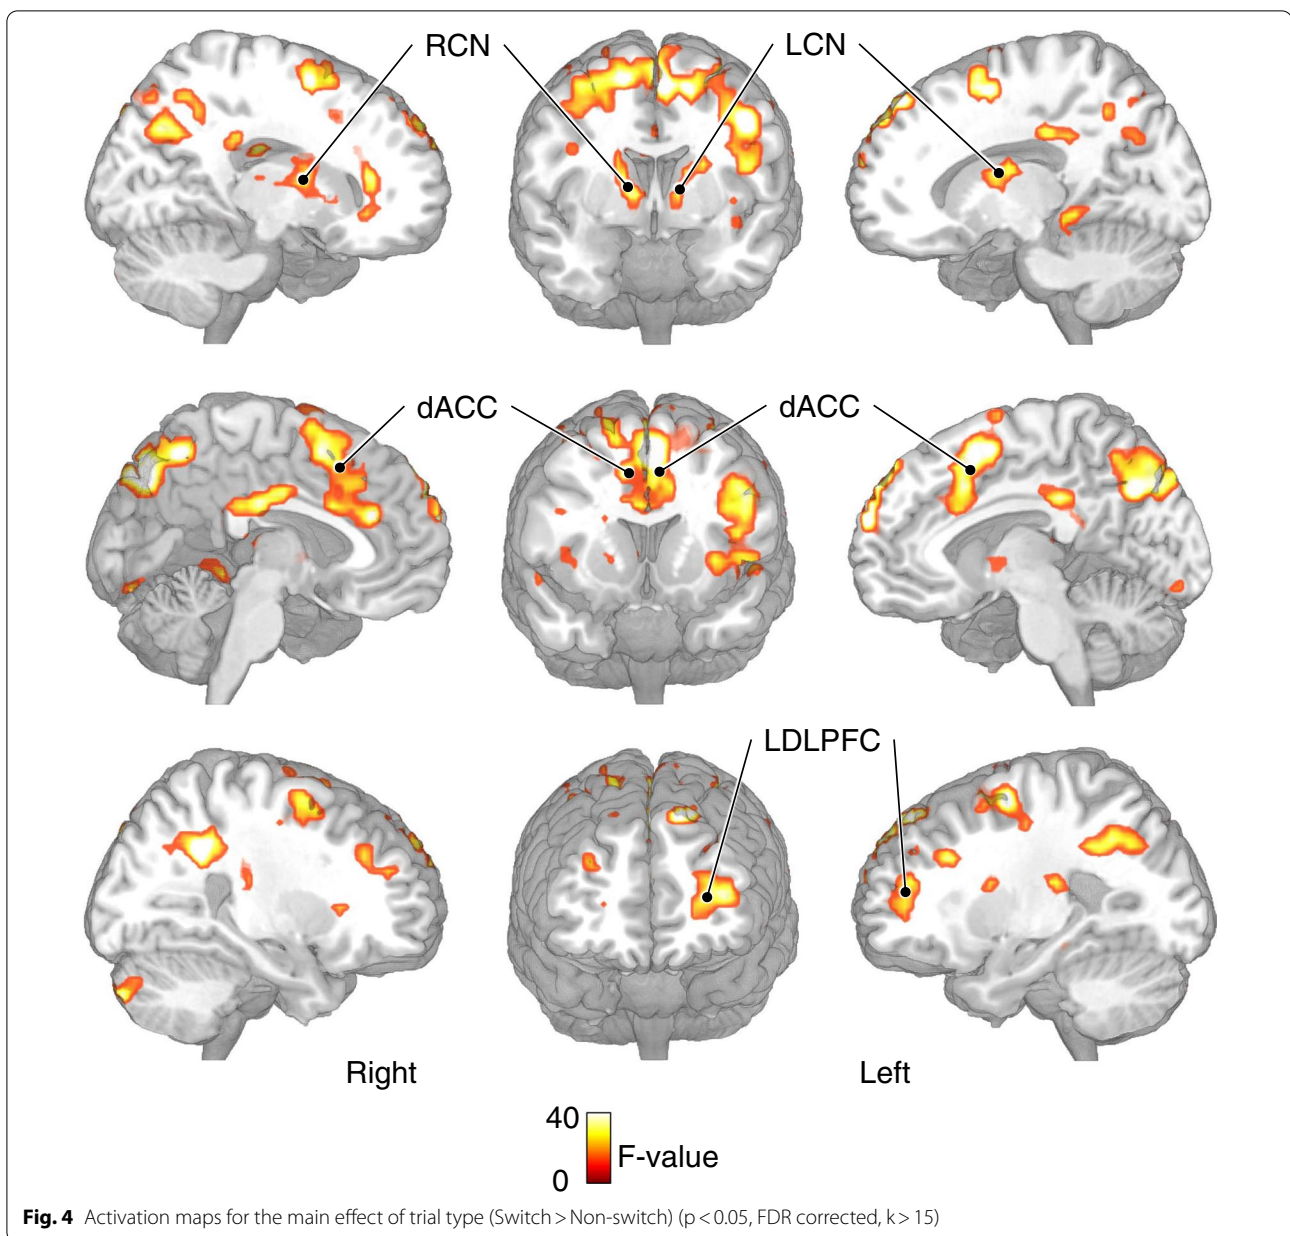 RCN
LCN
dACC
dACC
LDLPFC
Right
Left
40
0
F-value
Fig. 4 Activation maps for the main effect of trial type (Switch > Non-switch) (p < 0.05, FDR corrected, k > 15)